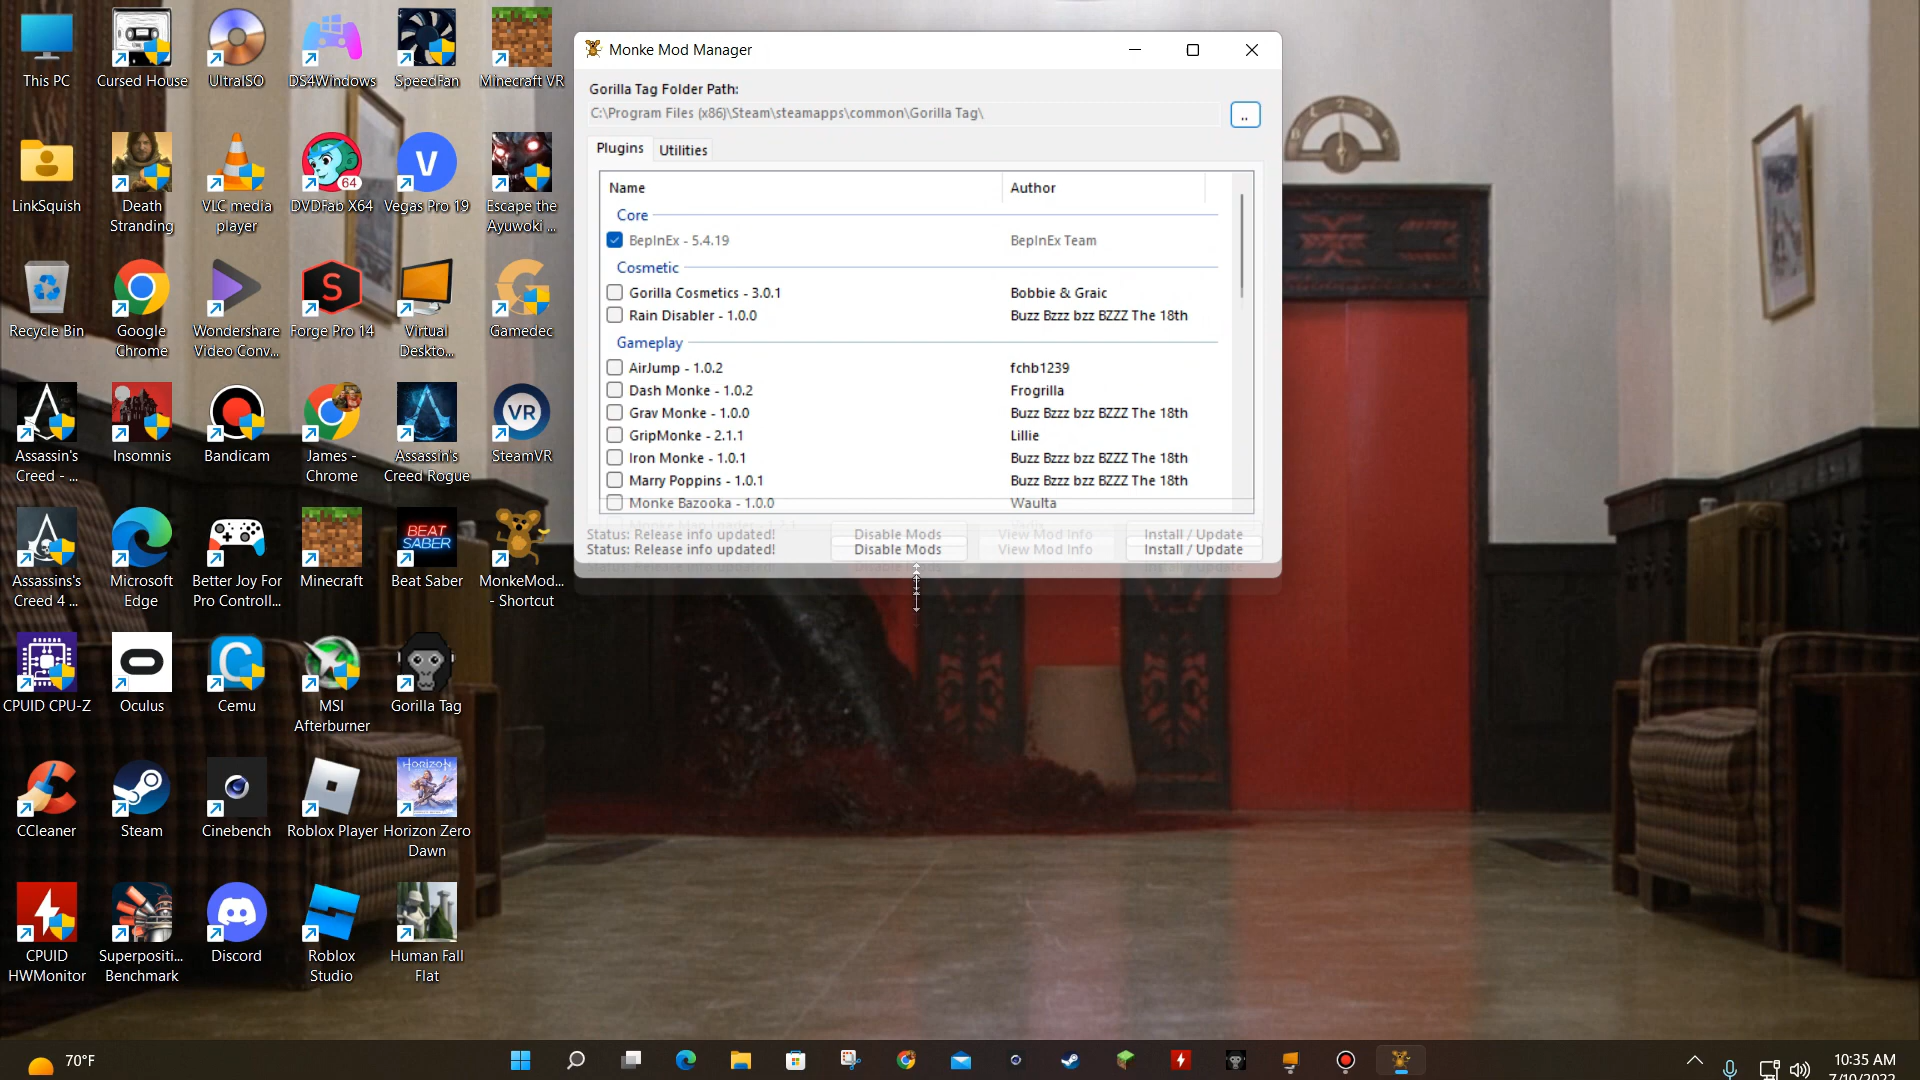 This PC
Cursed House
UltraISO
DS4Windows
SpeedFan
Minecraft VR
LinkSquish
Death
Stranding
VLC media
player
DVDFab X64
64
Vegas Pro 19
Escape the
Ayuwoki ...
Recycle Bin
Google
Chrome
Wondershare
Video Conv...
Forge Pro 14
Virtual
Deskto...
Gamedec
Assassin's
Creed - ...
Insomnis
Bandicam
James -
Chrome
Assassin's
Creed Rogue
VR
SteamVR
Assassins's
Creed 4 ...
Microsoft
Edge
Better Joy For
Pro Controll...
Minecraft
BEAT
SABER
Beat Saber
MonkeMod...
- Shortcut
CPUID CPU-Z
Oculus
Cemu
MSI
Afterburner
Gorilla Tag
CCleaner
Steam
Cinebench
Roblox Player
HORIZON
Horizon Zero
Dawn
CPUID
HWMonitor
Superpositi...
Benchmark
Discord
Roblox
Studio
Human Fall
Flat
Monke Mod Manager
Gorilla Tag Folder Path:
C:\Program Files (x86)\Steam\steamapps\common\Gorilla Tag\
..
Plugins
Utilities
Name
Author
Core
BepInEx - 5.4.19
BepInEx Team
Cosmetic
Gorilla Cosmetics - 3.0.1
Bobbie & Graic
Rain Disabler - 1.0.0
Buzz Bzzz bzz BZZZ The 18th
Gameplay
AirJump - 1.0.2
fchb1239
Dash Monke - 1.0.2
Frogrilla
Grav Monke - 1.0.0
Buzz Bzzz bzz BZZZ The 18th
GripMonke - 2.1.1
Lillie
Iron Monke - 1.0.1
Buzz Bzzz bzz BZZZ The 18th
Marry Poppins - 1.0.1
Buzz Bzzz bzz BZZZ The 18th
Monke Bazooka - 1.0.0
Waulta
Status: Release info updated!
Disable Mods
View Mod Info
Install / Update
Status: Release info updated!
Disable Mods
View Mod Info
Install / Update
70°F
10:35 AM
7/10/2022